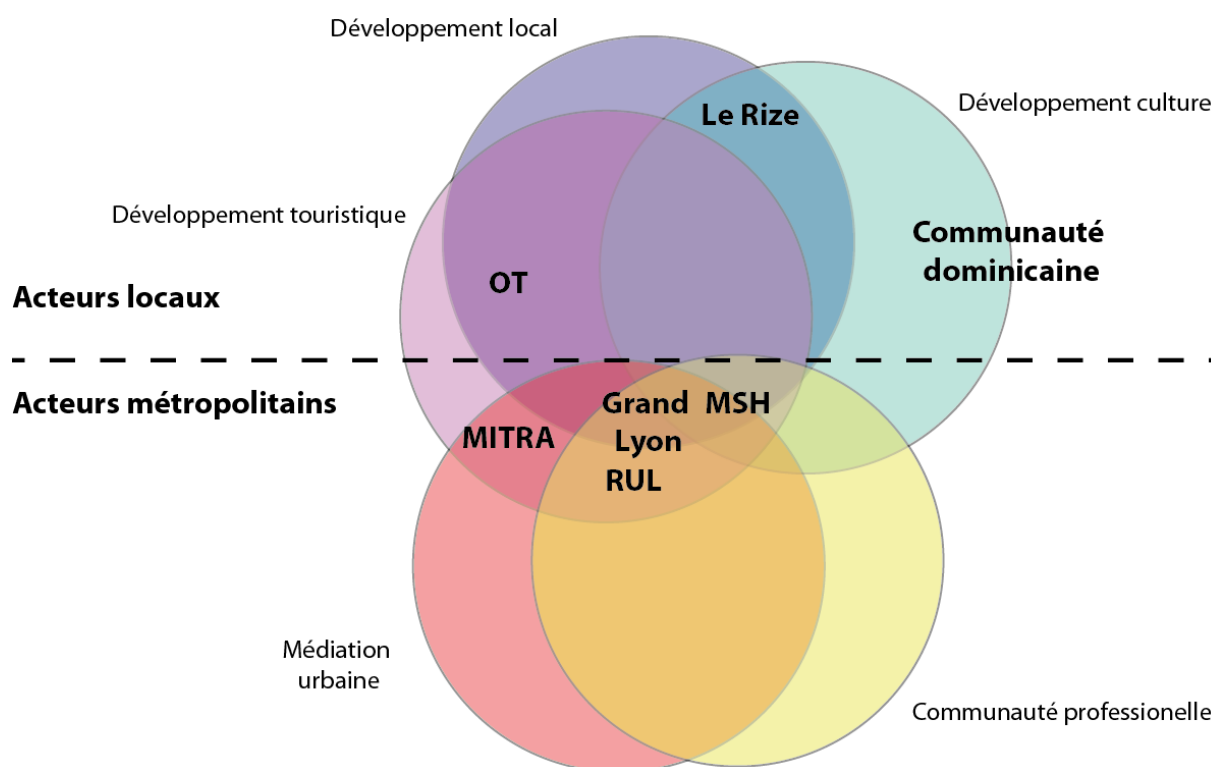 Développement local
Le Rize
Développement culture
Développement touristique
Communauté
dominicaine
OT
Acteurs locaux
Acteurs métropolitains
Grand MSH
Lyon
MITRA
RUL
Médiation
urbaine
Communauté professionelle